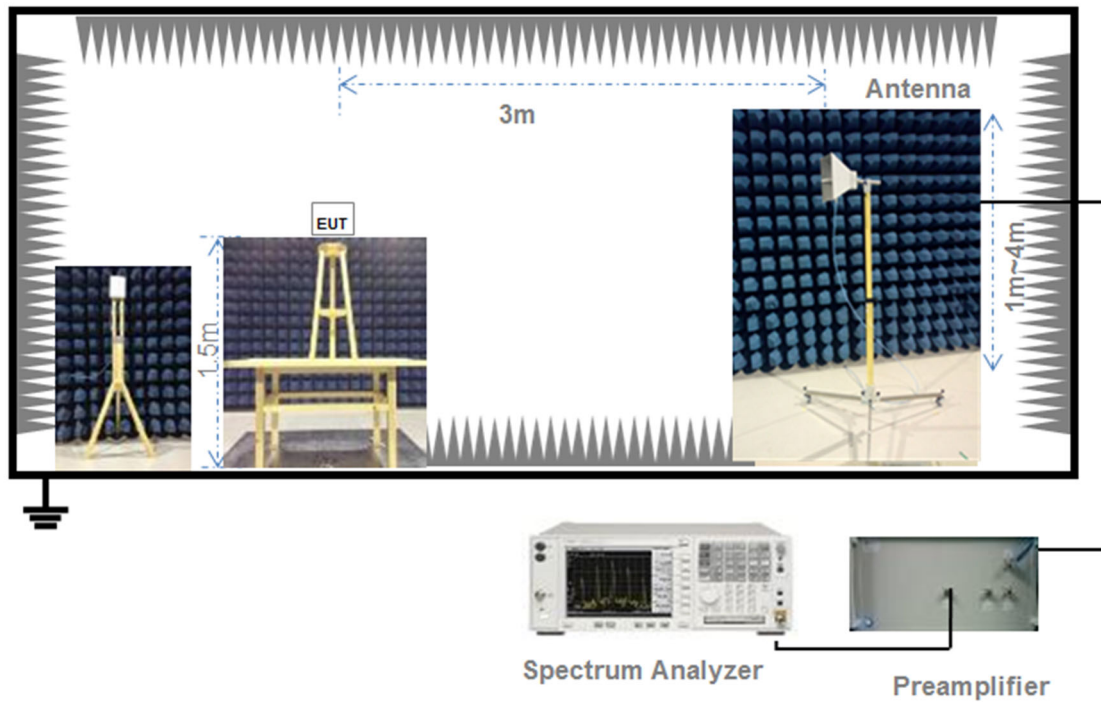 Antenna
3m
EUT
1.5m
1m~4m
Spectrum Analyzer
Preamplifier